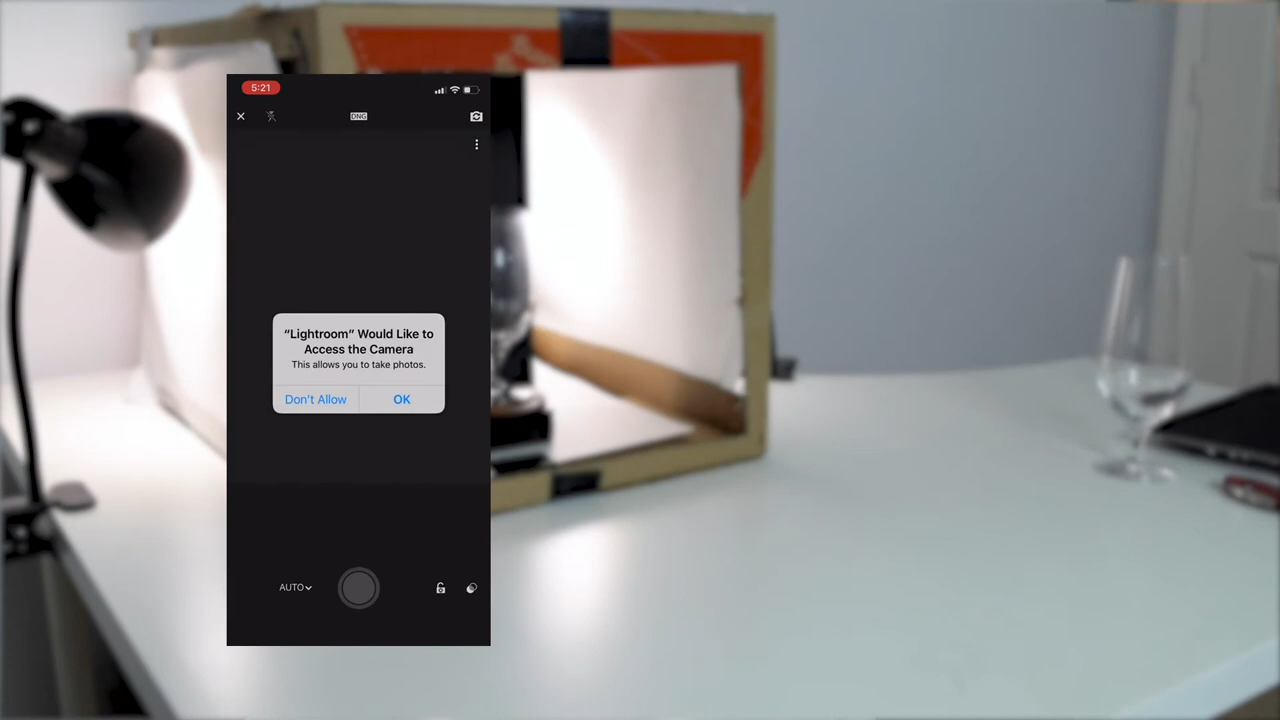 5:21
DNG
“Lightroom” Would Like to
Access the Camera
This allows you to take photos.
Don't Allow
OK
AUTO